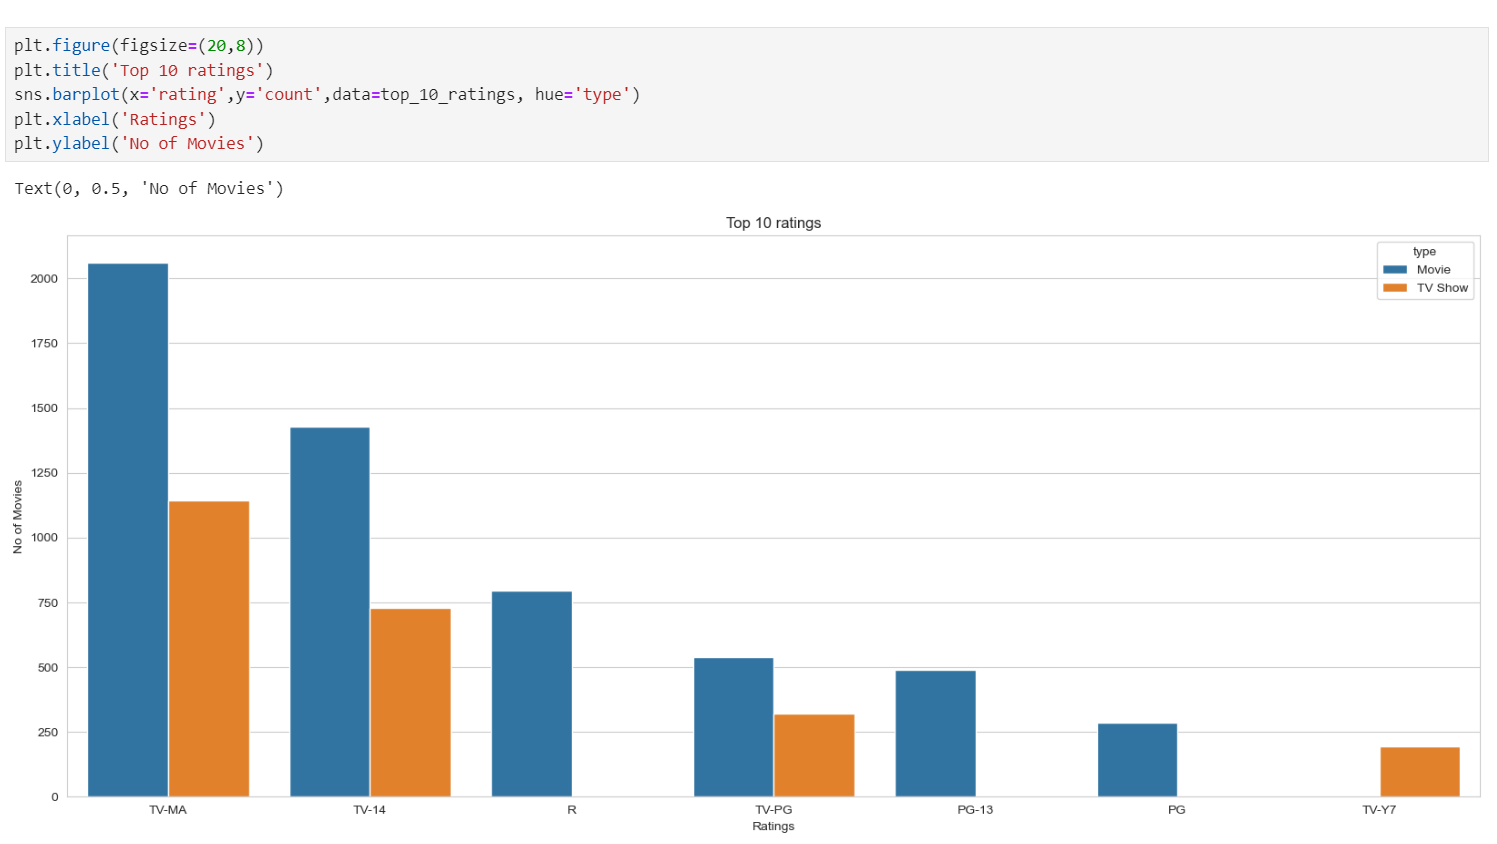 plt.figure(figsize=(20,8))
plt.title('Top 10 ratings')
sns.barplot(x='rating',y='count',data=top_10_ratings, hue='type')
plt.xlabel('Ratings')
plt.ylabel('No of Movies')
Text(0, 0.5, 'No of Movies')
Top 10 ratings
type
Movie
TV Show
2000
1750
1500
1250
1000
750
500
250
0
No of Movies
TV-MA TV-14 R TV-PG PG-13 PG TV-Y7
Ratings